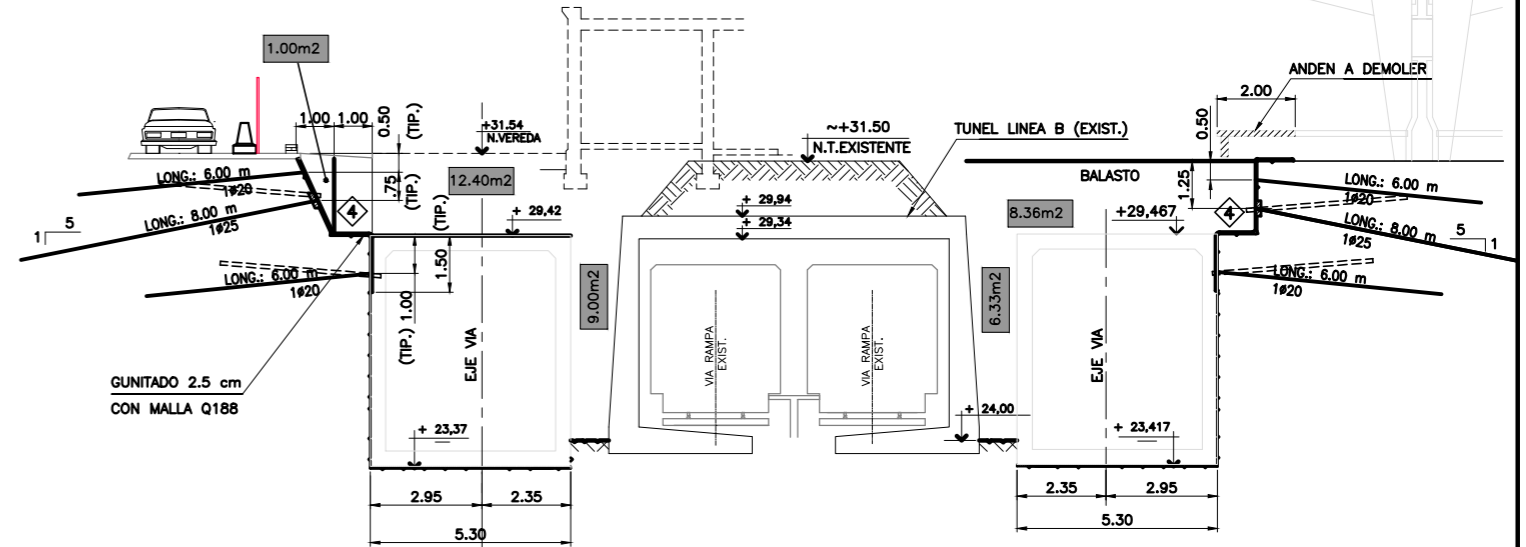 1.00m2
1.00
1.00
0.50
(TIP.)
+31.54
N.VEREDA
12.40m2
LONG.: 6.00 m
1ø20
.75
(TIP.)
(TIP.)
LONG.: 8.00 m
1ø25
4
5
1
+ 29,42
LONG.: 6.00 m
1ø20
1.50
(TIP.) 1.00
EJE VIA
GUNITADO 2.5 cm
CON MALLA Q188
+ 23,37
2.95
2.35
5.30
9.00m2
~+31.50
N.T.EXISTENTE
TUNEL LINEA B (EXIST.)
+ 29,94
+ 29,34
VIA RAMPA
EXIST.
VIA RAMPA
EXIST.
6.33m2
+ 24,00
ANDEN A DEMOLER
2.00
0.50
BALASTO
1.25
8.36m2
+29,467
4
LONG.: 6.00 m
1ø20
LONG.: 8.00 m
1ø25
5
1
LONG.: 6.00 m
1ø20
EJE VIA
+ 23,417
2.35
2.95
5.30